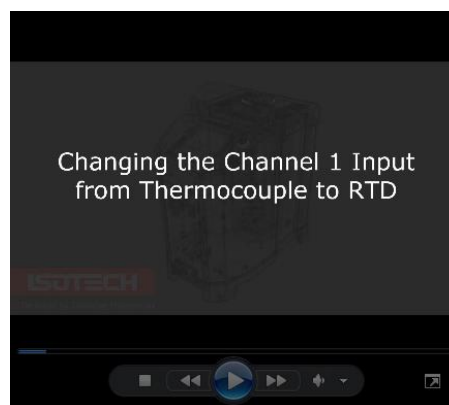 Changing the Channel 1 Input
from Thermocouple to RTD
ISOTECH